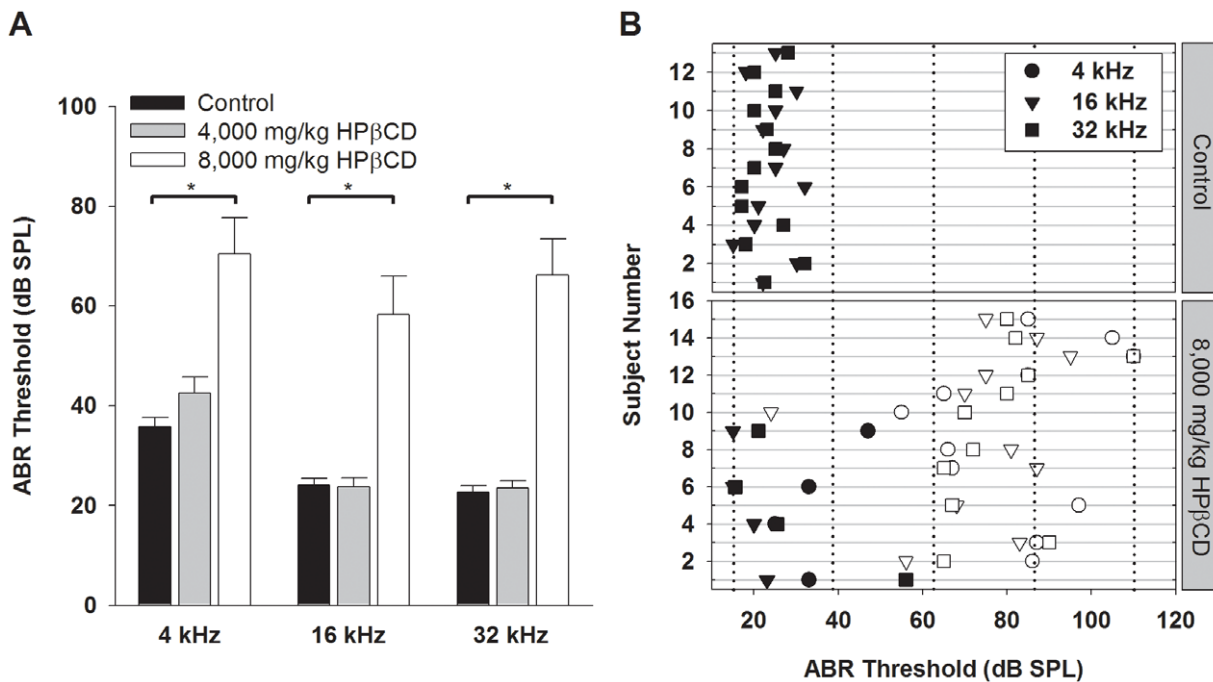 A
Control
4,000 mg/kg HPβCD
8,000 mg/kg HPβCD
* * *
ABR Threshold (dB SPL)
100
80
60
40
20
0
4 kHz 16 kHz 32 kHz
B
4 kHz
16 kHz
32 kHz
Control
12
10
8
6
4
2
Subject Number
16
14
12
10
8
6
4
2
8,000 mg/kg HPβCD
20 40 60 80 100 120
ABR Threshold (dB SPL)